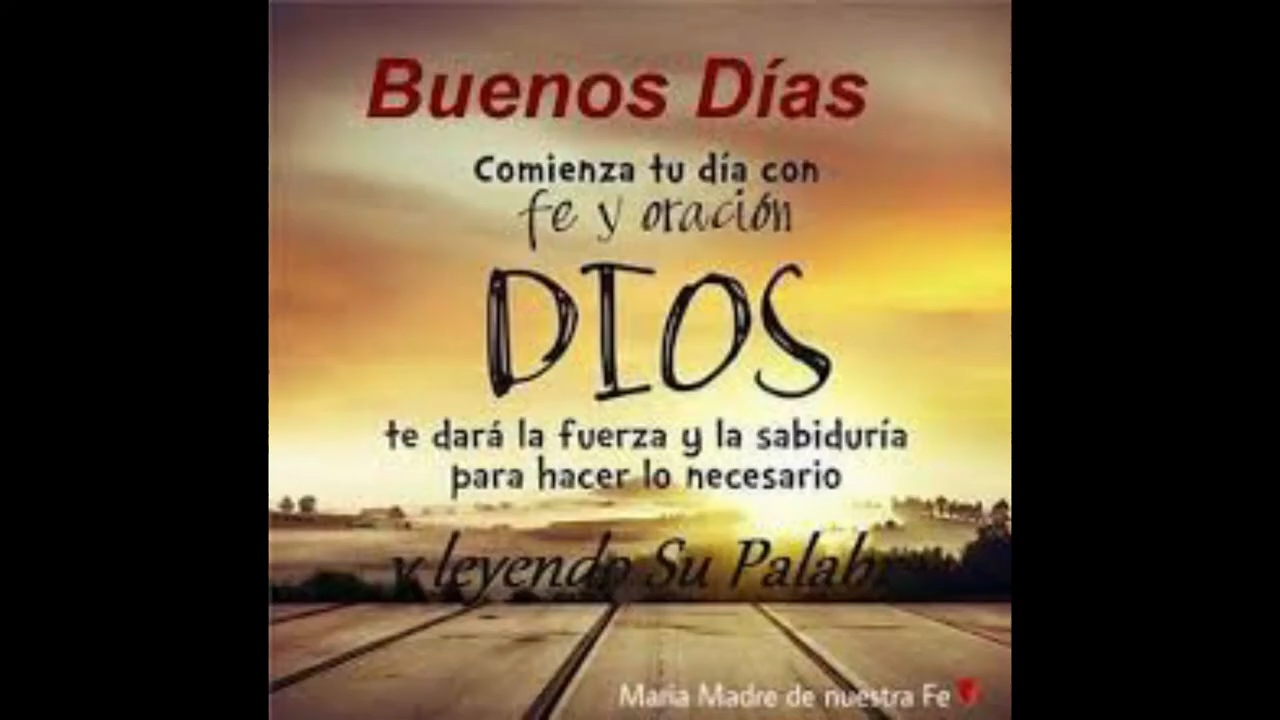 Buenos Días
Comienza tu día con
fe y oración
DIOS
te dará la fuerza y la sabiduría
para hacer lo necesario
y leyendo Su
Maria Madre de nuestra Fe